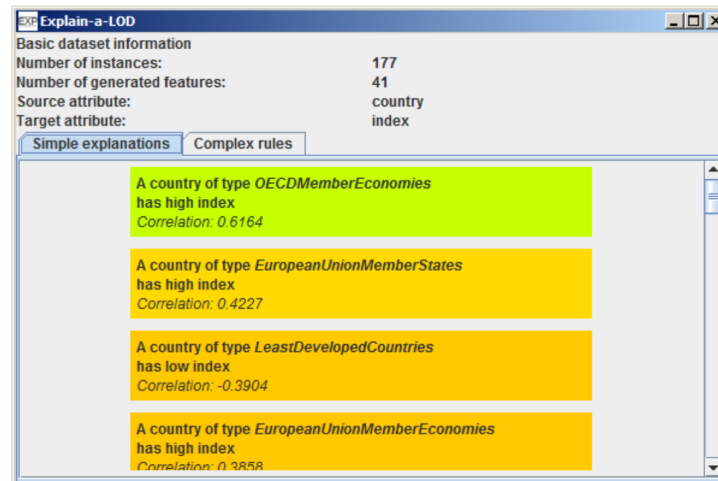 EXP Explain-a-LOD
Basic dataset information
Number of instances: 177
Number of generated features: 41
Source attribute: country
Target attribute: index
Simple explanations Complex rules
A country of type OECDMemberEconomies
has high index
Correlation: 0.6164
A country of type EuropeanUnionMemberStates
has high index
Correlation: 0.4227
A country of type LeastDevelopedCountries
has low index
Correlation: -0.3904
A country of type EuropeanUnionMemberEconomies
has high index
Correlation: 0.3858